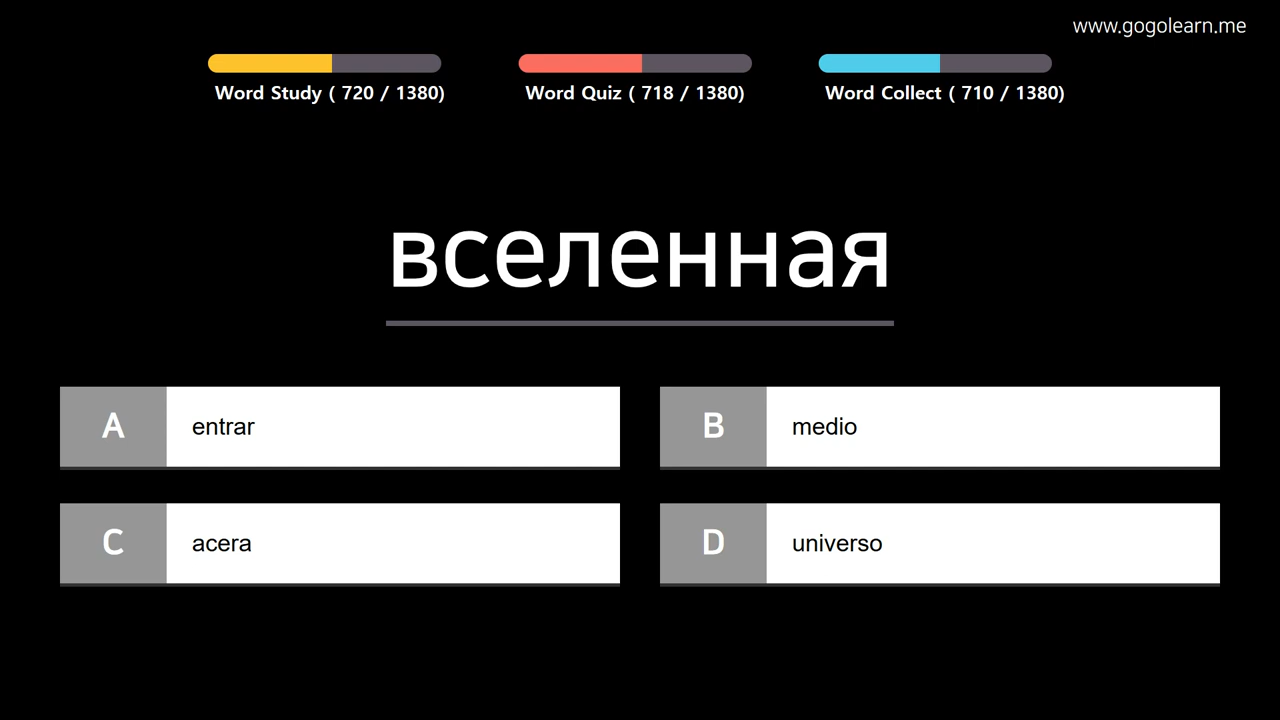 www.gogolearn.me
Word Study ( 720 / 1380)
Word Quiz ( 718 / 1380)
Word Collect ( 710 / 1380)
вселенная
A entrar
B medio
C acera
D universo